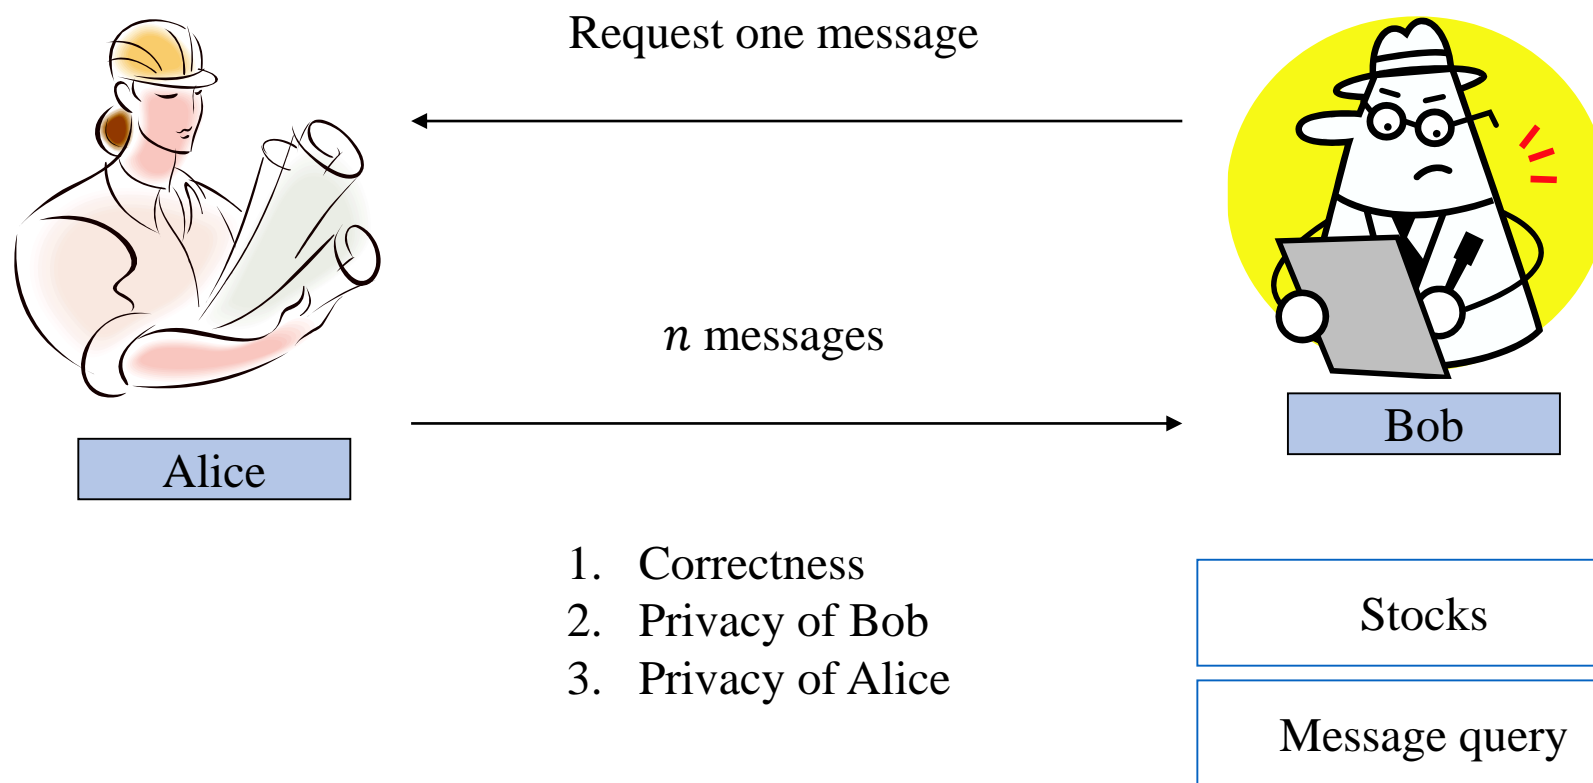 Request one message
n messages
Alice
Bob
1. Correctness
2. Privacy of Bob
3. Privacy of Alice
Stocks
Message query